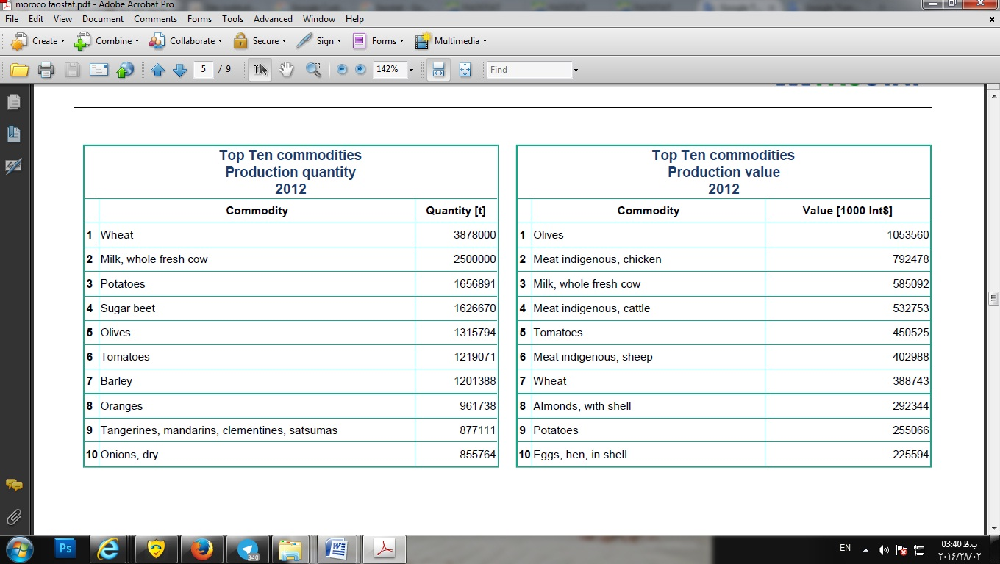 moroco faostat.pdf - Adobe Acrobat Pro
File Edit View Document Comments Forms Tools Advanced Window Help
Create Combine Collaborate Secure Sign Forms Multimedia
5 / 9 142% Find
Top Ten commodities
Production quantity
2012
Commodity Quantity [t]
1 Wheat 3878000
2 Milk, whole fresh cow 2500000
3 Potatoes 1656891
4 Sugar beet 1626670
5 Olives 1315794
6 Tomatoes 1219071
7 Barley 1201388
8 Oranges 961738
9 Tangerines, mandarins, clementines, satsumas 877111
10 Onions, dry 855764
Top Ten commodities
Production value
2012
Commodity Value [1000 Int$]
1 Olives 1053560
2 Meat indigenous, chicken 792478
3 Milk, whole fresh cow 585092
4 Meat indigenous, cattle 532753
5 Tomatoes 450525
6 Meat indigenous, sheep 402988
7 Wheat 388743
8 Almonds, with shell 292344
9 Potatoes 255066
10 Eggs, hen, in shell 225594
Ps 340 W EN 03:40 ب.ظ
٢٠١۶/٢٨/٠٢